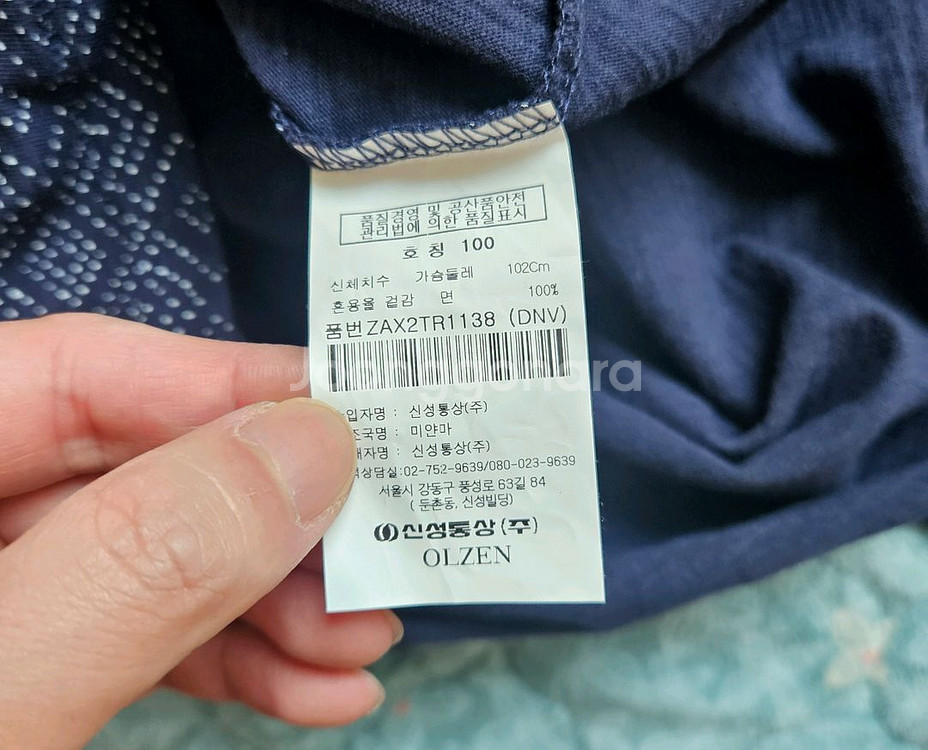 품질경영 및 공산품안전
관리법에 의한 품질표시
호 칭 100
신체치수 가슴둘레 102Cm
혼용율 겉감 면 100%
품번ZAX2TR1138 (DNV)
Joonggonara
입자명 : 신성통상(주)
조국명 : 미얀마
매자명 : 신성통상(주)
상담실:02-752-9639/080-023-9639
서울시 강동구 풍성로 63길 84
( 둔촌동, 신성빌딩)
신성통상(주)
OLZEN